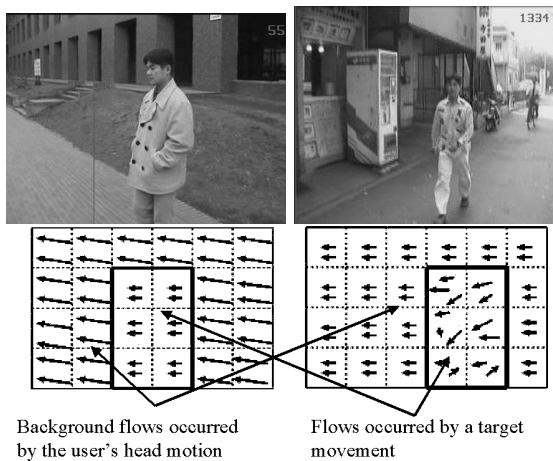 55
1334
Background flows occurred
by the user's head motion
Flows occurred by a target
movement